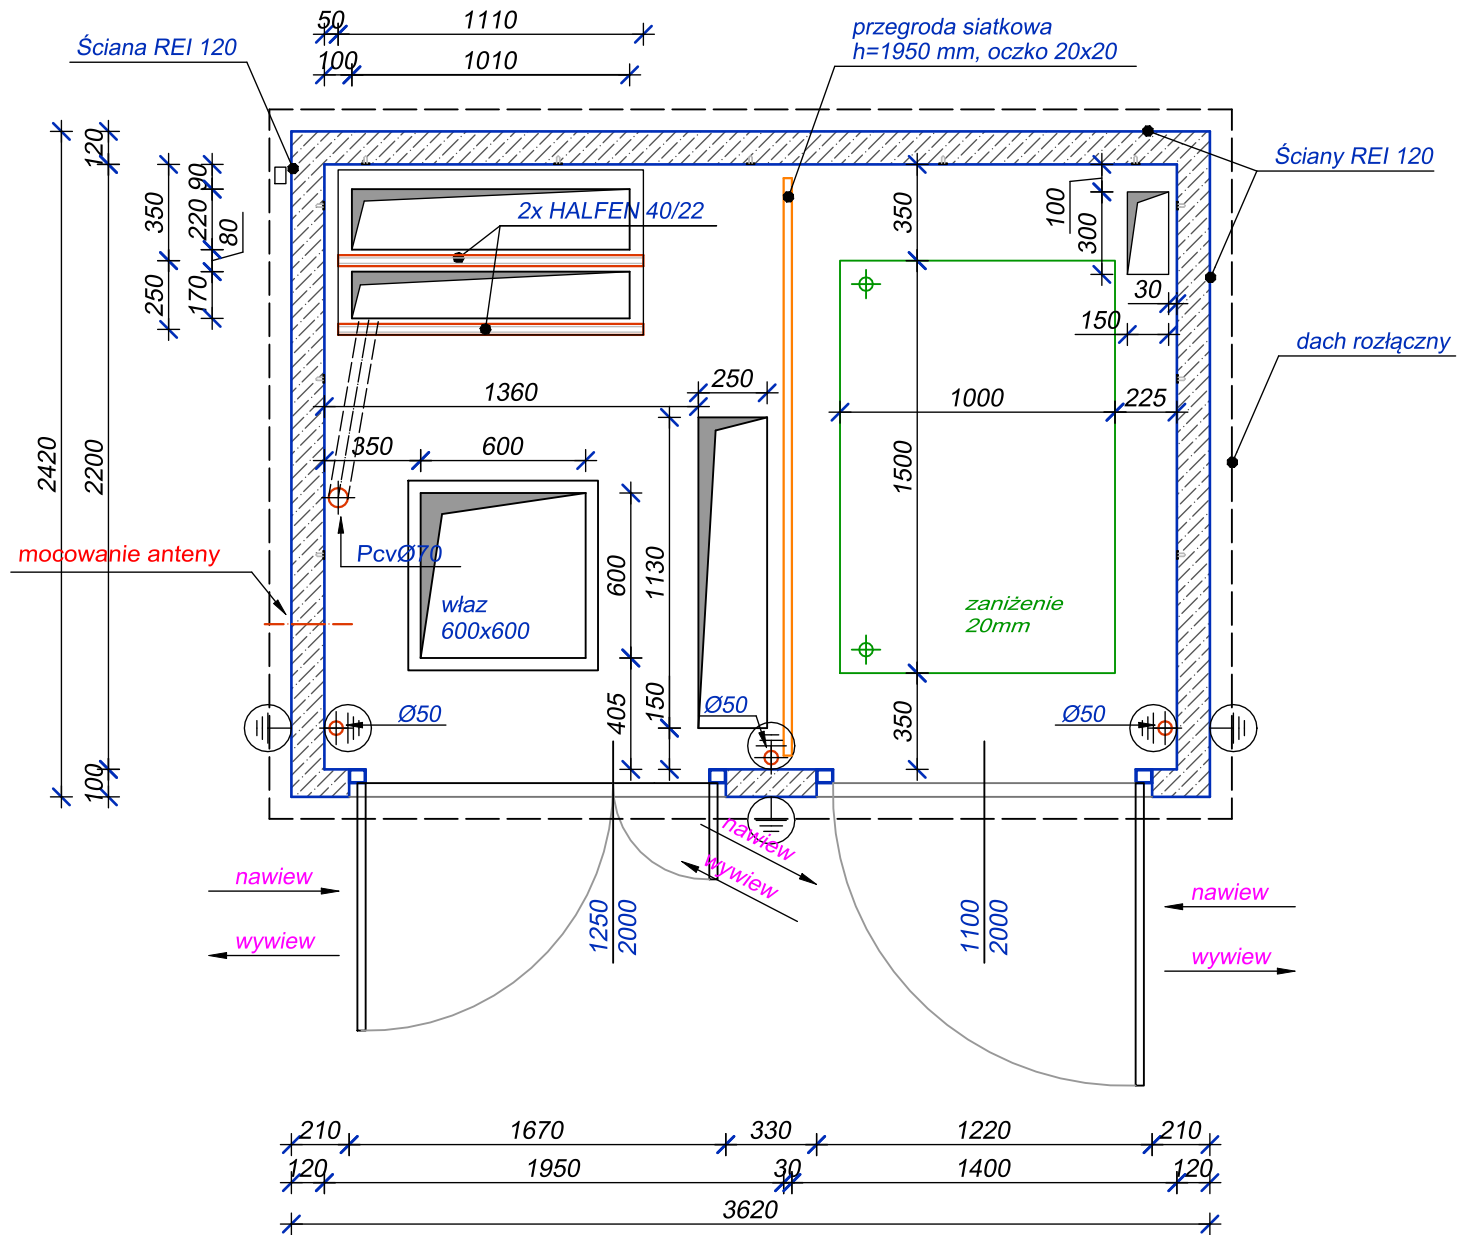 50
1110
przegroda siatkowa
h=1950 mm, oczko 20x20
Ściana REI 120
100
1010
120
Ściany REI 120
90
350
220
80
2x HALFEN 40/22
350
100
300
250
170
30
150
dach rozłączny
1360
250
1000
225
350
600
2420
2200
1500
mocowanie anteny
PcvØ70
600
1130
właz
600x600
zaniżenie
20mm
Ø50
405
150
Ø50
350
Ø50
100
nawiew
wywiew
nawiew
wywiew
1250
2000
1100
2000
nawiew
wywiew
210
1670
330
1220
210
120
1950
30
1400
120
3620